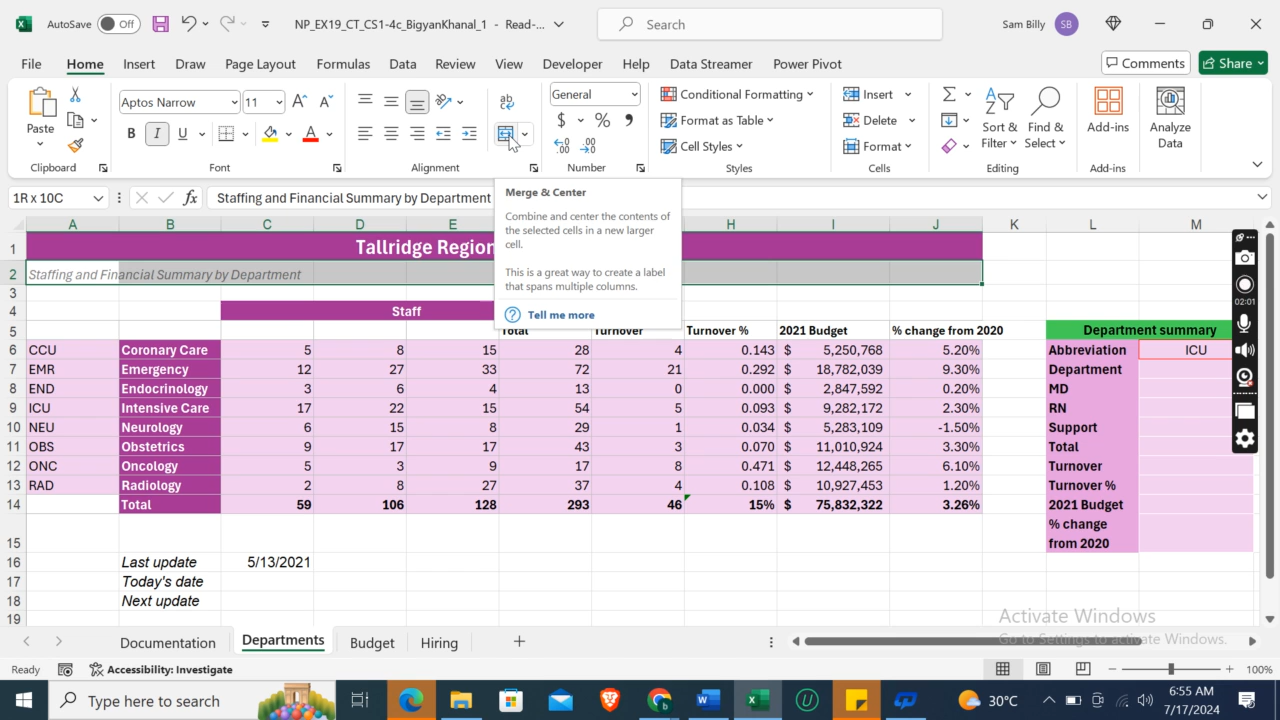 AutoSave Off NP_EX19_CT_CS1-4c_BigyanKhanal_1 - Read-... Search Sam Billy SB
File Home Insert Draw Page Layout Formulas Data Review View Developer Help Data Streamer Power Pivot Comments Share
Paste
Clipboard
Aptos Narrow 11 A A
B I U A
Font
ab
Alignment
General
$ % 9
Number
Conditional Formatting
Format as Table
Cell Styles
Styles
Insert
Delete
Format
Cells
Sort & Filter
Find & Select
Editing
Add-ins
Add-ins
Analyze Data
1R x 10C fx Staffing and Financial Summary by Department
Merge & Center
Combine and center the contents of
the selected cells in a new larger
cell.
This is a great way to create a label
that spans multiple columns.
Tell me more
A B C D E H I J K L M
1 Tallridge Region
2 Staffing and Financial Summary by Department
3
4 Staff
5 Total Turnover Turnover % 2021 Budget % change from 2020 Department summary
6 CCU Coronary Care 5 8 15 28 4 0.143 $ 5,250,768 5.20% Abbreviation ICU
7 EMR Emergency 12 27 33 72 21 0.292 $ 18,782,039 9.30% Department
8 END Endocrinology 3 6 4 13 0 0.000 $ 2,847,592 0.20% MD
9 ICU Intensive Care 17 22 15 54 5 0.093 $ 9,282,172 2.30% RN
10 NEU Neurology 6 15 8 29 1 0.034 $ 5,283,109 -1.50% Support
11 OBS Obstetrics 9 17 17 43 3 0.070 $ 11,010,924 3.30% Total
12 ONC Oncology 5 3 9 17 8 0.471 $ 12,448,265 6.10% Turnover
13 RAD Radiology 2 8 27 37 4 0.108 $ 10,927,453 1.20% Turnover %
14 Total 59 106 128 293 46 15% $ 75,832,322 3.26% 2021 Budget
% change
15 from 2020
16 Last update 5/13/2021
17 Today's date
18 Next update
19
02:01
Activate Windows
Go to Settings to activate Windows.
Documentation Departments Budget Hiring
Ready Accessibility: Investigate 100%
Type here to search 30°C 6:55 AM
7/17/2024